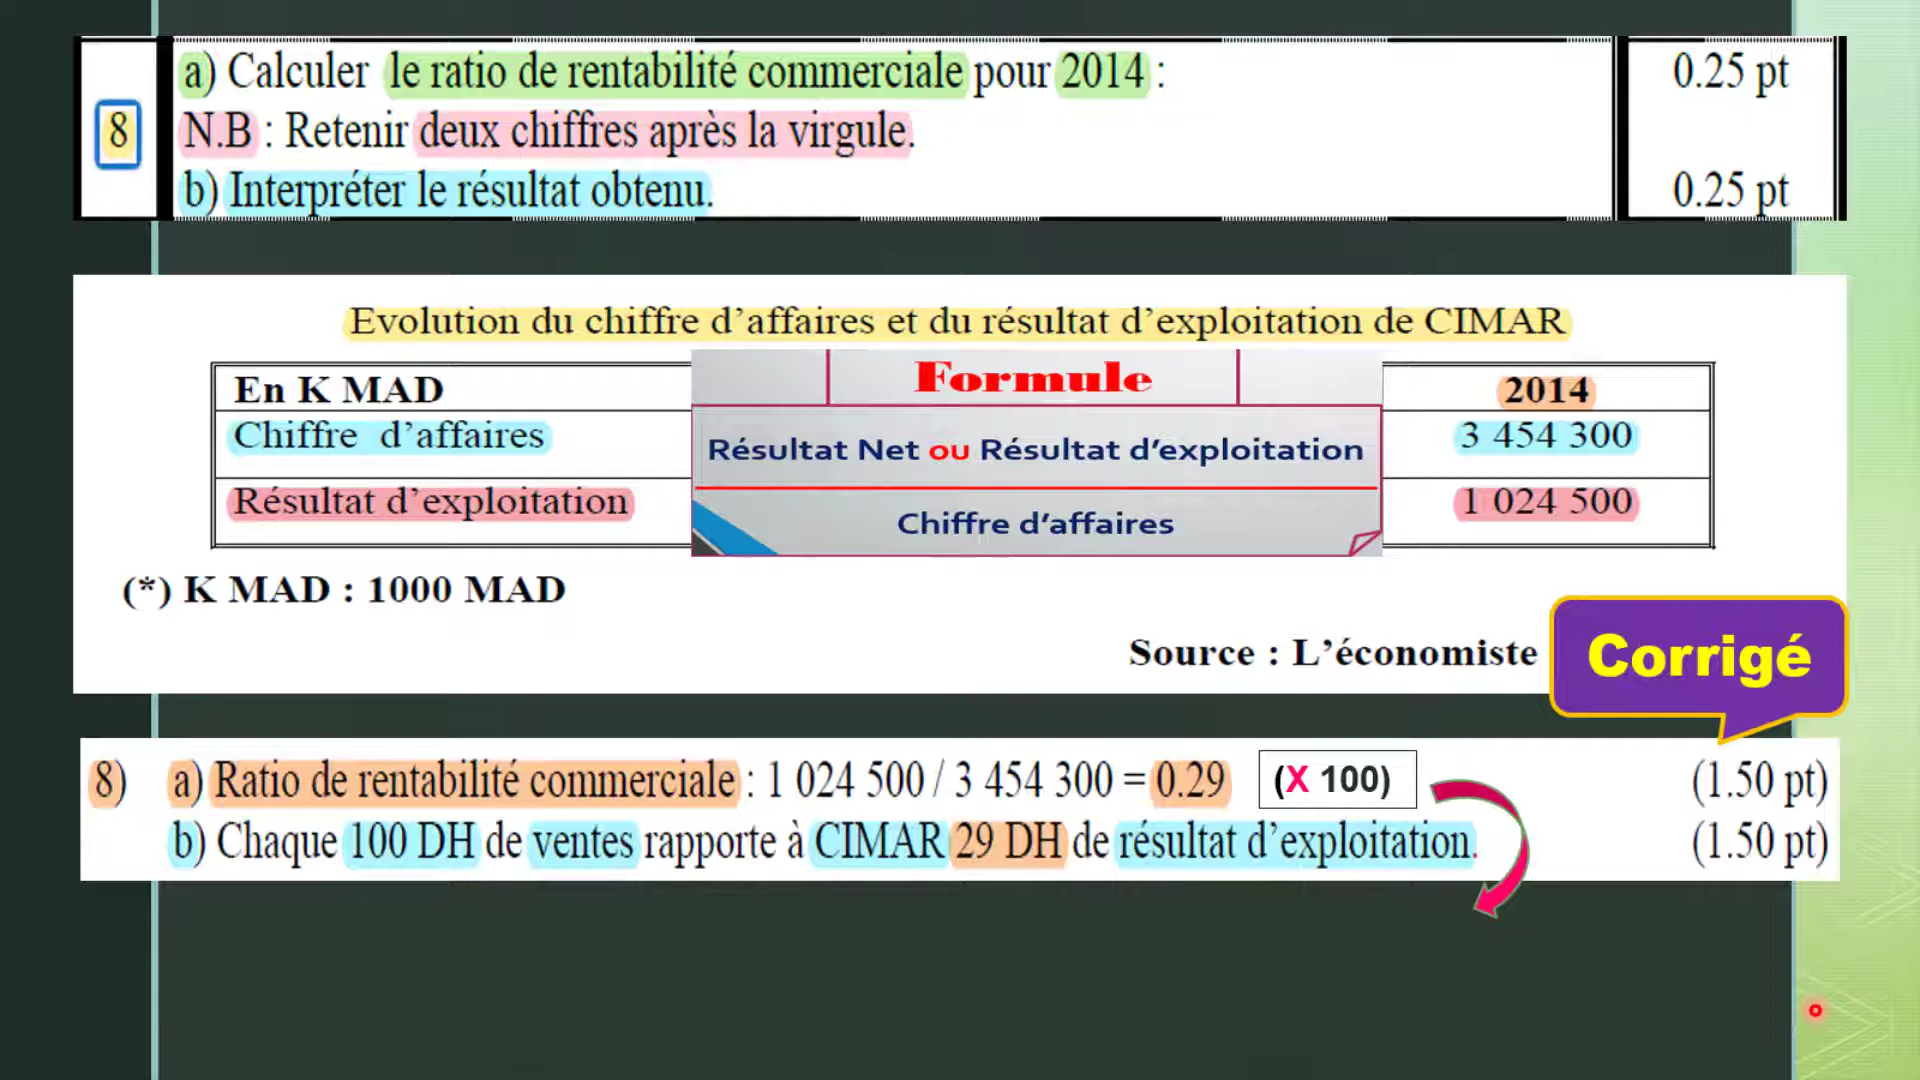 a) Calculer le ratio de rentabilité commerciale pour 2014 : 0.25 pt
8 N.B : Retenir deux chiffres après la virgule.
b) Interpréter le résultat obtenu. 0.25 pt
Evolution du chiffre d’affaires et du résultat d’exploitation de CIMAR
En K MAD 2014
Chiffre d’affaires 3 454 300
Résultat d’exploitation 1 024 500
Formule
Résultat Net ou Résultat d’exploitation
Chiffre d’affaires
(*) K MAD : 1000 MAD
Source : L’économiste
Corrigé
8) a) Ratio de rentabilité commerciale : 1 024 500 / 3 454 300 = 0.29 (X 100) (1.50 pt)
b) Chaque 100 DH de ventes rapporte à CIMAR 29 DH de résultat d’exploitation. (1.50 pt)